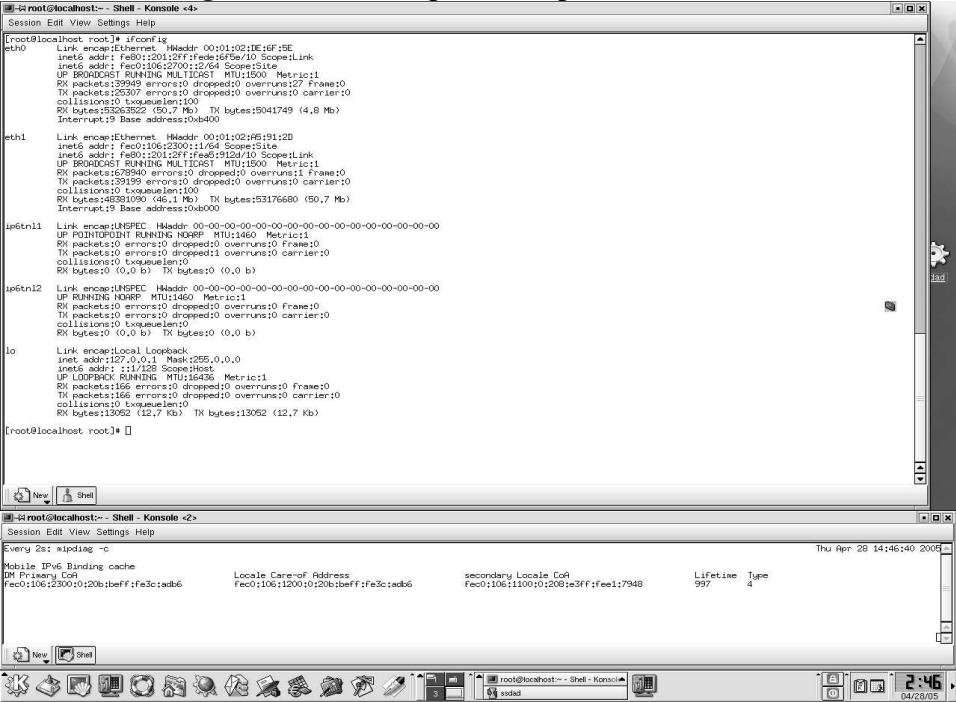 root@localhost:~ - Shell - Konsole <4>
Session Edit View Settings Help
[root@localhost root]# ifconfig
eth0 Link encap:Ethernet HWaddr 00:01:02:DE:6F:5E
inet6 addr: fe80::201:2ff:fede:6f5e/10 Scope:Link
inet6 addr: fec0:106:2700::2/64 Scope:Site
UP BROADCAST RUNNING MULTICAST MTU:1500 Metric:1
RX packets:39949 errors:0 dropped:0 overruns:27 frame:0
TX packets:25307 errors:0 dropped:0 overruns:0 carrier:0
collisions:0 txqueuelen:100
RX bytes:53263522 (50.7 Mb) TX bytes:5041749 (4.8 Mb)
Interrupt:9 Base address:0xb400
eth1 Link encap:Ethernet HWaddr 00:01:02:A5:91:2D
inet6 addr: fec0:106:2300::1/64 Scope:Site
inet6 addr: fe80::201:2ff:fea5:912d/10 Scope:Link
UP BROADCAST RUNNING MULTICAST MTU:1500 Metric:1
RX packets:678940 errors:0 dropped:0 overruns:1 frame:0
TX packets:39199 errors:0 dropped:0 overruns:0 carrier:0
collisions:0 txqueuelen:100
RX bytes:48381090 (46.1 Mb) TX bytes:53176680 (50.7 Mb)
Interrupt:9 Base address:0xb000
ip6tnl1 Link encap:UNSPEC HWaddr 00-00-00-00-00-00-00-00-00-00-00-00-00-00-00-00
UP POINTOPOINT RUNNING NOARP MTU:1460 Metric:1
RX packets:0 errors:0 dropped:0 overruns:0 frame:0
TX packets:0 errors:0 dropped:1 overruns:0 carrier:0
collisions:0 txqueuelen:0
RX bytes:0 (0.0 b) TX bytes:0 (0.0 b)
ip6tnl2 Link encap:UNSPEC HWaddr 00-00-00-00-00-00-00-00-00-00-00-00-00-00-00-00
UP RUNNING NOARP MTU:1460 Metric:1
RX packets:0 errors:0 dropped:0 overruns:0 frame:0
TX packets:0 errors:0 dropped:0 overruns:0 carrier:0
collisions:0 txqueuelen:0
RX bytes:0 (0.0 b) TX bytes:0 (0.0 b)
lo Link encap:Local Loopback
inet addr:127.0.0.1 Mask:255.0.0.0
inet6 addr: ::1/128 Scope:Host
UP LOOPBACK RUNNING MTU:16436 Metric:1
RX packets:166 errors:0 dropped:0 overruns:0 frame:0
TX packets:166 errors:0 dropped:0 overruns:0 carrier:0
collisions:0 txqueuelen:0
RX bytes:13052 (12.7 Kb) TX bytes:13052 (12.7 Kb)
[root@localhost root]#
New Shell
root@localhost:~ - Shell - Konsole <2>
Session Edit View Settings Help
Every 2s: mipdiag -c Thu Apr 28 14:46:40 2005
Mobile IPv6 Binding cache
DM Primary CoA Locale Care-of Address secondary Locale CoA Lifetime Type
fec0:106:2300:0:20b:beff:fe3c:adb6 fec0:106:1200:0:20b:beff:fe3c:adb6 fec0:106:1100:0:208:e3ff:fee1:7948 997 4
New Shell
3
root@localhost:~ - Shell - Konsole
ssdad
2:46
04/28/05